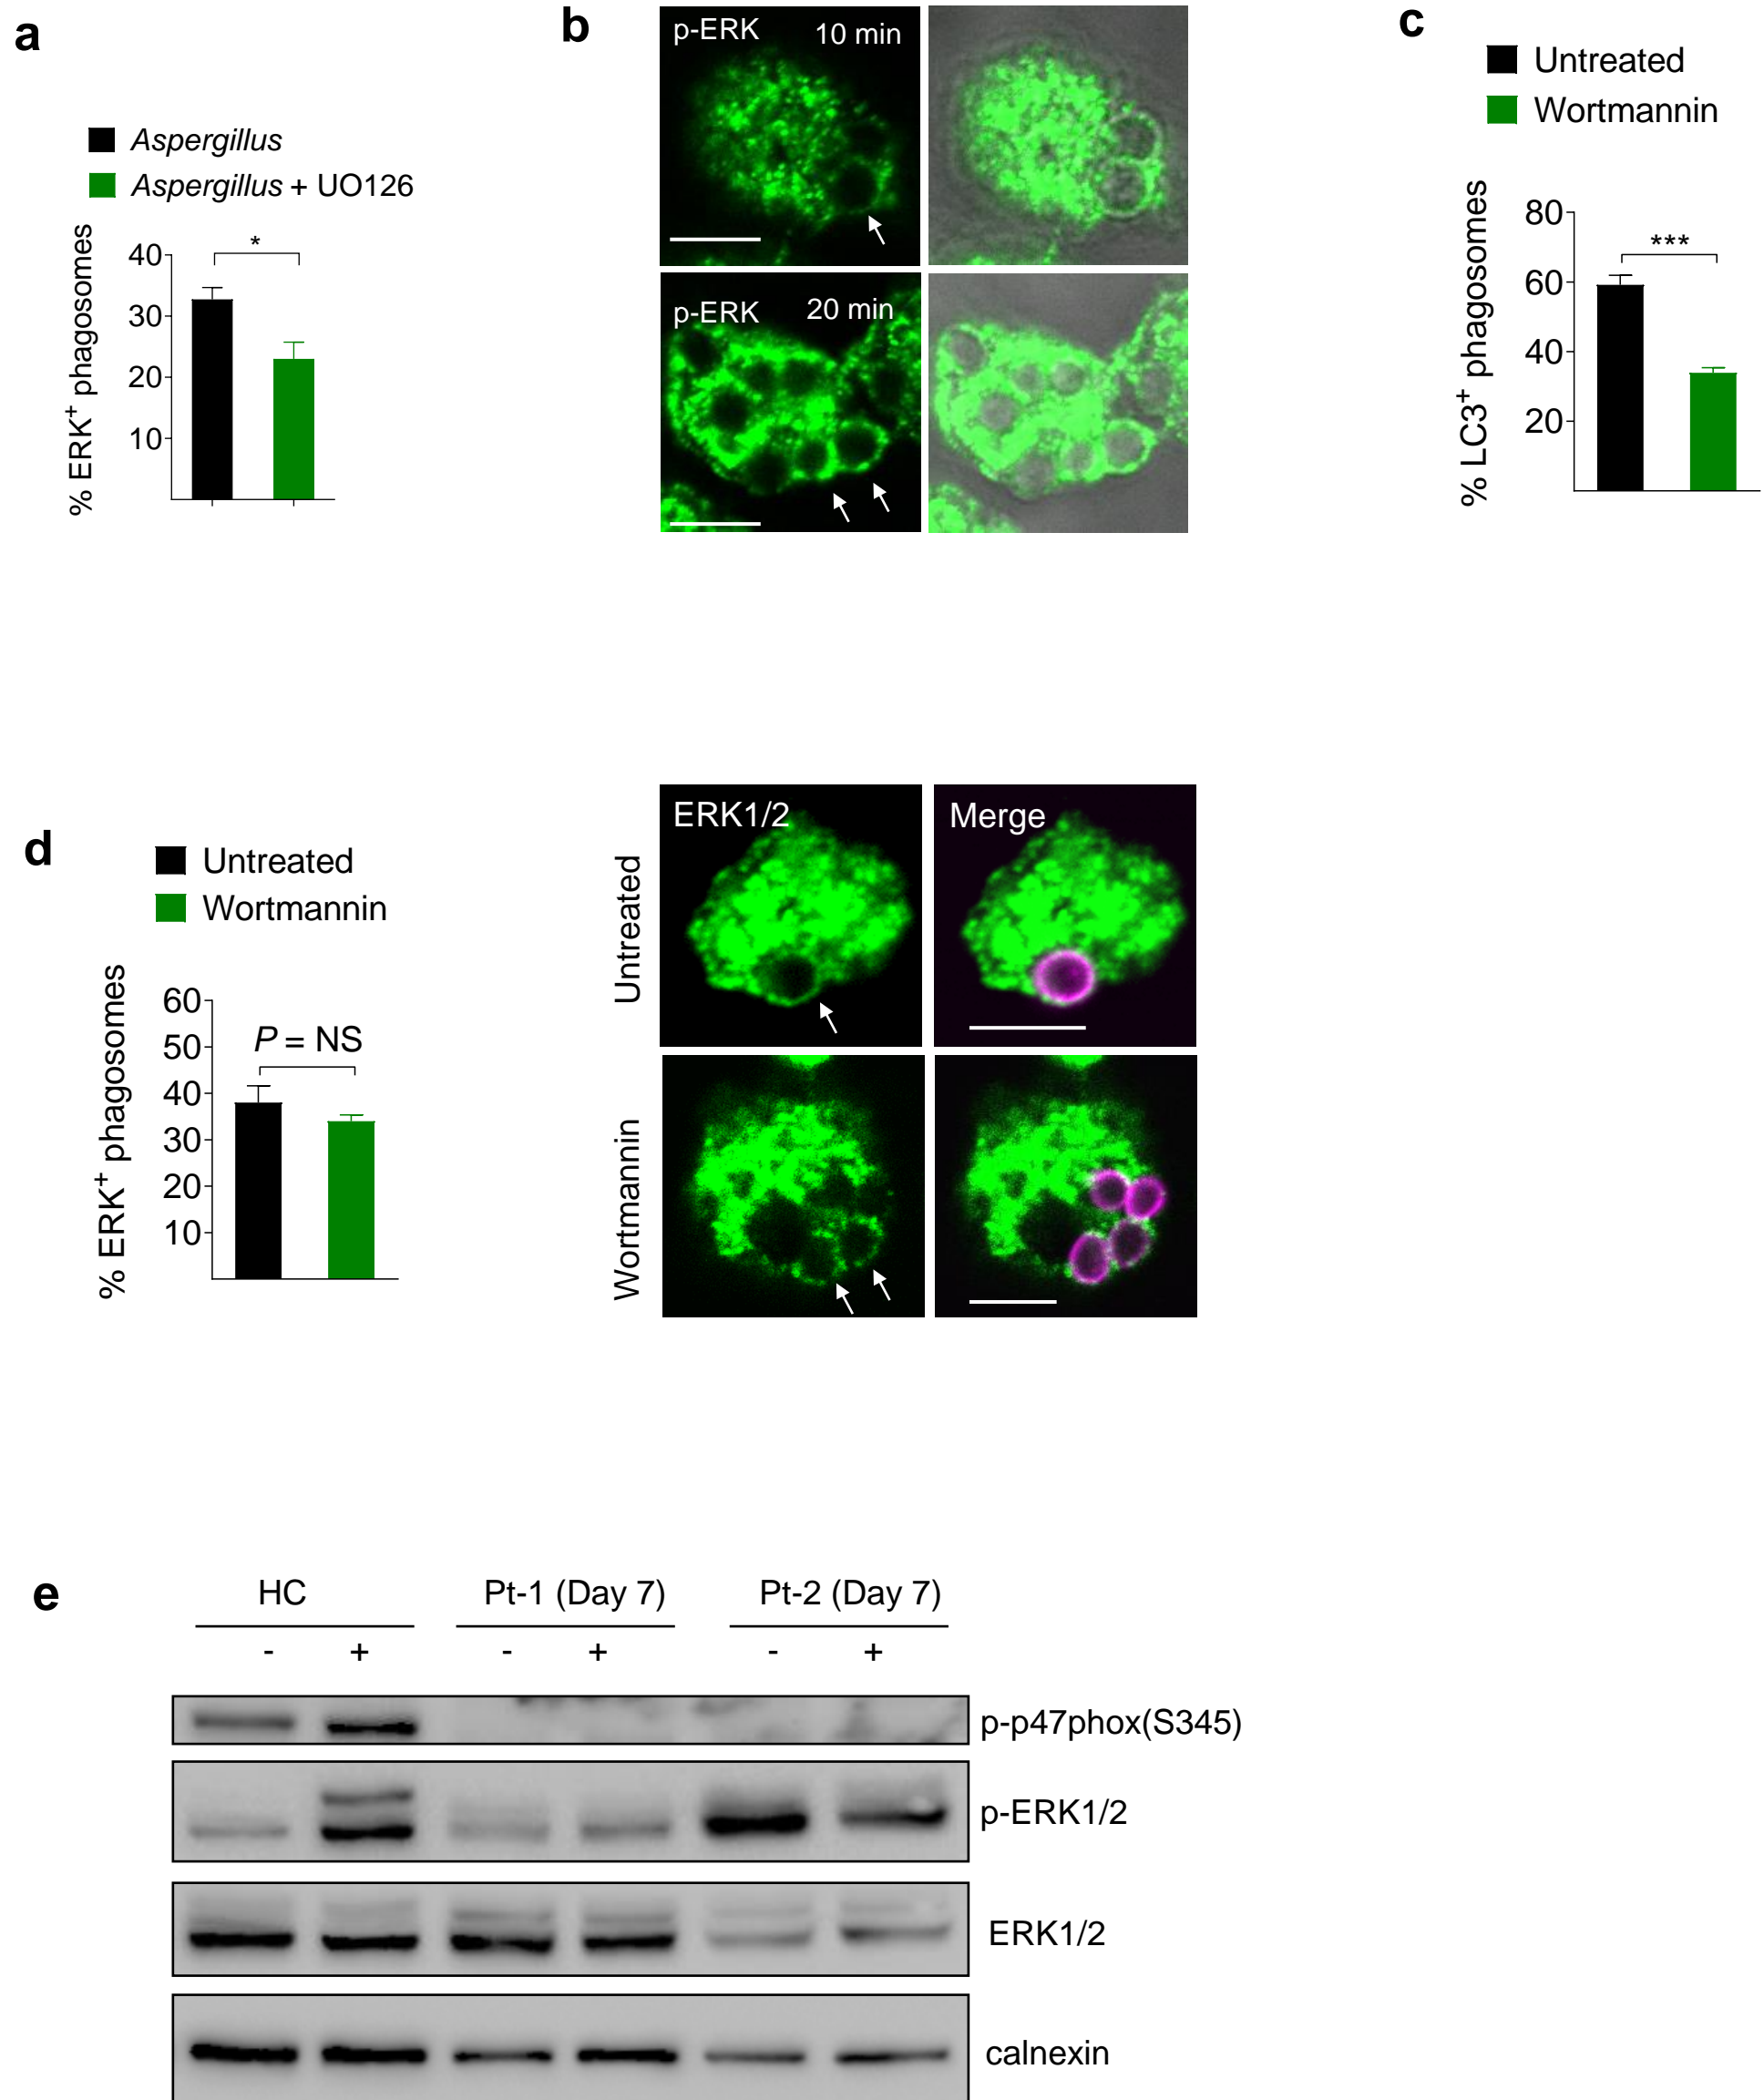 a
Aspergillus
Aspergillus + UO126
% ERK+ phagosomes
40
30
20
10
*
b
p-ERK 10 min
p-ERK 20 min
c
Untreated
Wortmannin
% LC3+ phagosomes
80
60
40
20
***
d
Untreated
Wortmannin
% ERK+ phagosomes
60
50
40
30
20
10
P = NS
ERK1/2 Merge
Untreated
Wortmannin
e
HC Pt-1 (Day 7) Pt-2 (Day 7)
- + - + - +
p-p47phox(S345)
p-ERK1/2
ERK1/2
calnexin